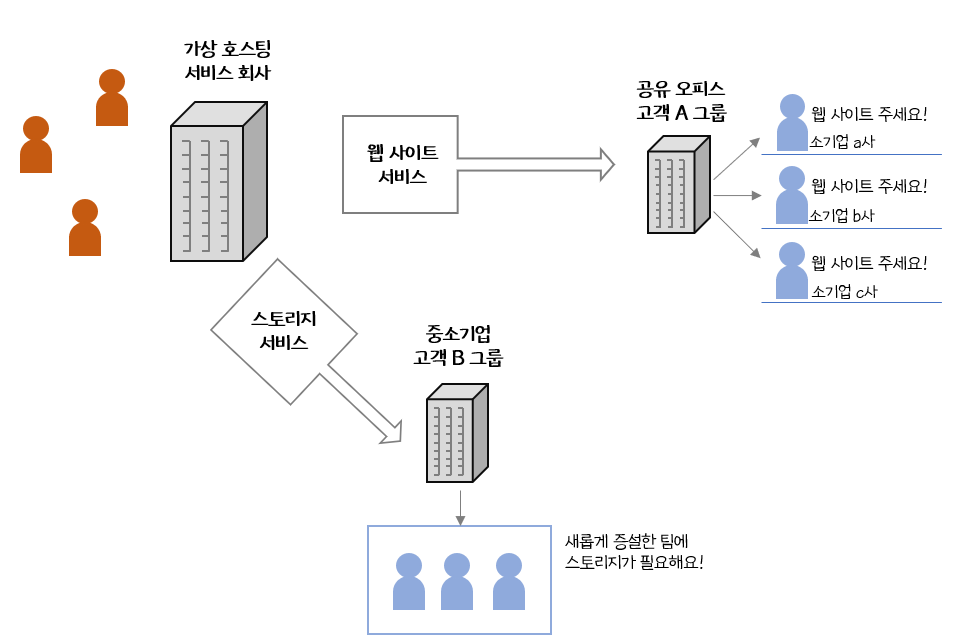 가상 호스팅
서비스 회사
웹 사이트
서비스
공유 오피스
고객 A 그룹
웹 사이트 주세요!
소기업 a사
웹 사이트 주세요!
소기업 b사
웹 사이트 주세요!
소기업 c사
스토리지
서비스
중소기업
고객 B 그룹
새롭게 증설한 팀에
스토리지가 필요해요!